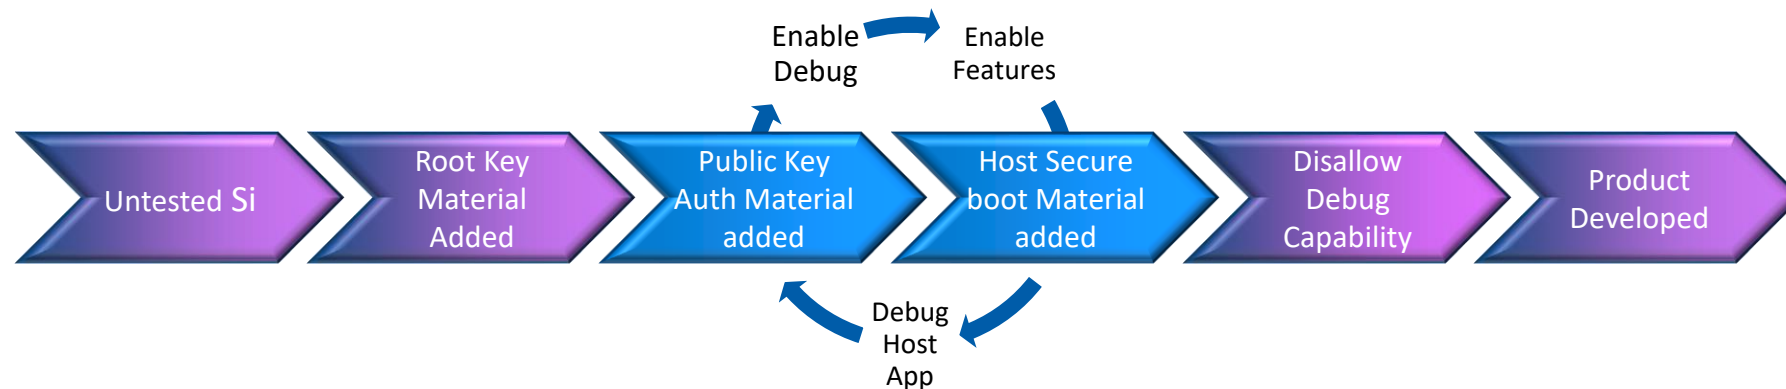 Enable
Debug
Enable
Features
Untested Si
Root Key
Material
Added
Public Key
Auth Material
added
Host Secure
boot Material
added
Disallow
Debug
Capability
Product
Developed
Debug
Host
App